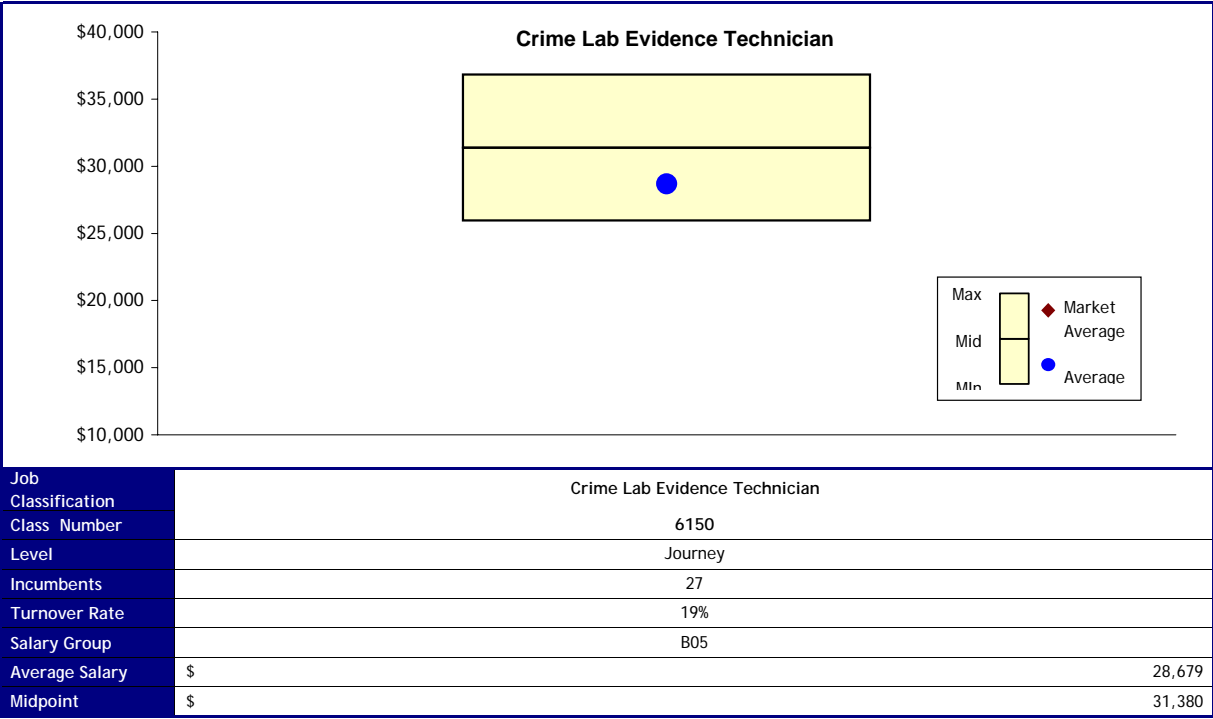 Crime Lab Evidence Technician
$40,000
$35,000
$30,000
$25,000
$20,000
$15,000
$10,000
Max
Mid
MIn
Market
Average
Average
Job
Classification
Crime Lab Evidence Technician
Class Number 6150
Level Journey
Incumbents 27
Turnover Rate 19%
Salary Group B05
Average Salary $ 28,679
Midpoint $ 31,380